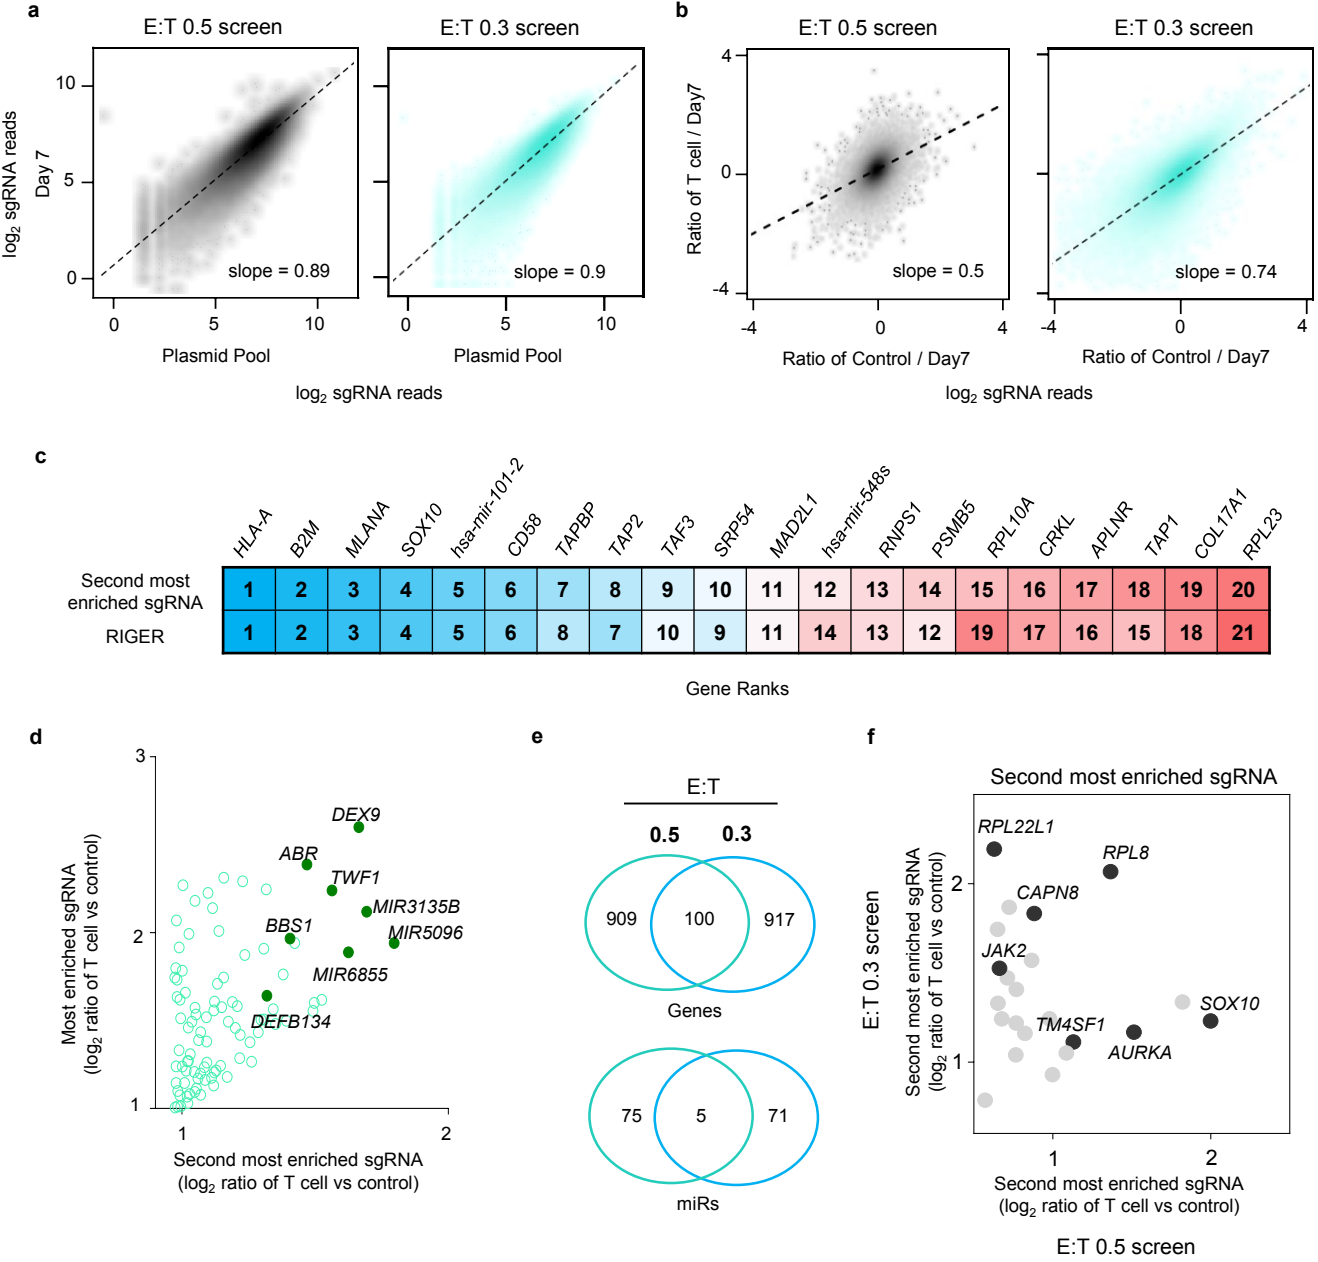 a
E:T 0.5 screen
E:T 0.3 screen
log2 sgRNA reads
Day 7
10
5
0
slope = 0.89
slope = 0.9
0
5
10
0
5
10
Plasmid Pool
Plasmid Pool
log2 sgRNA reads
b
E:T 0.5 screen
E:T 0.3 screen
Ratio of T cell / Day7
4
0
-4
slope = 0.5
slope = 0.74
-4
0
4
-4
0
4
Ratio of Control / Day7
Ratio of Control / Day7
log2 sgRNA reads
c
HLA-A
B2M
MLANA
SOX10
hsa-mir-101-2
CD58
TAPBP
TAP2
TAF3
SRP54
MAD2L1
hsa-mir-548s
RNPS1
PSMB5
RPL10A
CRKL
APLNR
TAP1
COL17A1
RPL23
Second most
enriched sgRNA
1 2 3 4 5 6 7 8 9 10 11 12 13 14 15 16 17 18 19 20
RIGER
1 2 3 4 5 6 8 7 10 9 11 14 13 12 19 17 16 15 18 21
Gene Ranks
d
Most enriched sgRNA
(log2 ratio of T cell vs control)
3
2
1
DEX9
ABR
TWF1
MIR3135B
BBS1
MIR5096
MIR6855
DEFB134
1
2
Second most enriched sgRNA
(log2 ratio of T cell vs control)
e
E:T
0.5
0.3
909
100
917
Genes
75
5
71
miRs
f
Second most enriched sgRNA
E:T 0.3 screen
Second most enriched sgRNA
(log2 ratio of T cell vs control)
2
1
RPL22L1
RPL8
CAPN8
JAK2
SOX10
TM4SF1
AURKA
1
2
Second most enriched sgRNA
(log2 ratio of T cell vs control)
E:T 0.5 screen